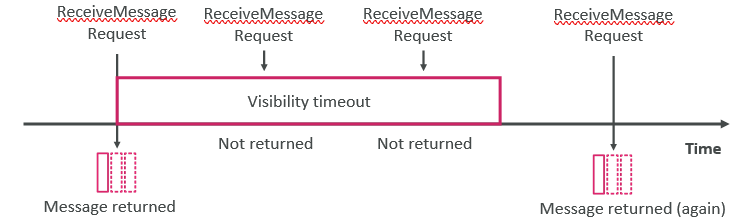 ReceiveMessage
Request
ReceiveMessage
Request
ReceiveMessage
Request
ReceiveMessage
Request
Visibility timeout
Not returned
Not returned
Time
Message returned
Message returned (again)